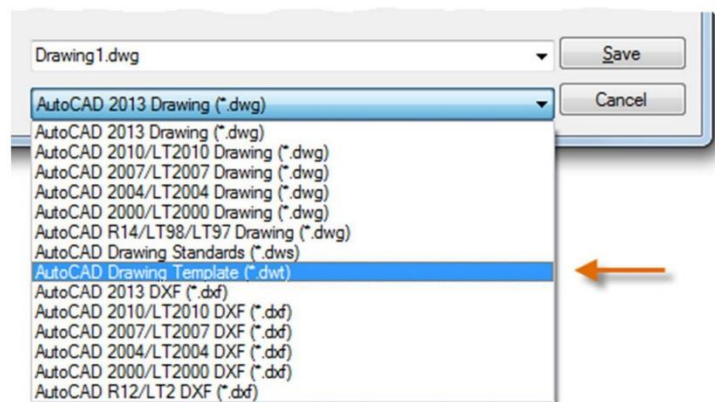 Drawing1.dwg
Save
AutoCAD 2013 Drawing (*.dwg)
Cancel
AutoCAD 2013 Drawing (*.dwg)
AutoCAD 2010/LT2010 Drawing (*.dwg)
AutoCAD 2007/LT2007 Drawing (*.dwg)
AutoCAD 2004/LT2004 Drawing (*.dwg)
AutoCAD 2000/LT2000 Drawing (*.dwg)
AutoCAD R14/LT98/LT97 Drawing (*.dwg)
AutoCAD Drawing Standards (*.dws)
AutoCAD Drawing Template (*.dwt)
AutoCAD 2013 DXF (*.dxf)
AutoCAD 2010/LT2010 DXF (*.dxf)
AutoCAD 2007/LT2007 DXF (*.dxf)
AutoCAD 2004/LT2004 DXF (*.dxf)
AutoCAD 2000/LT2000 DXF (*.dxf)
AutoCAD R12/LT2 DXF (*.dxf)